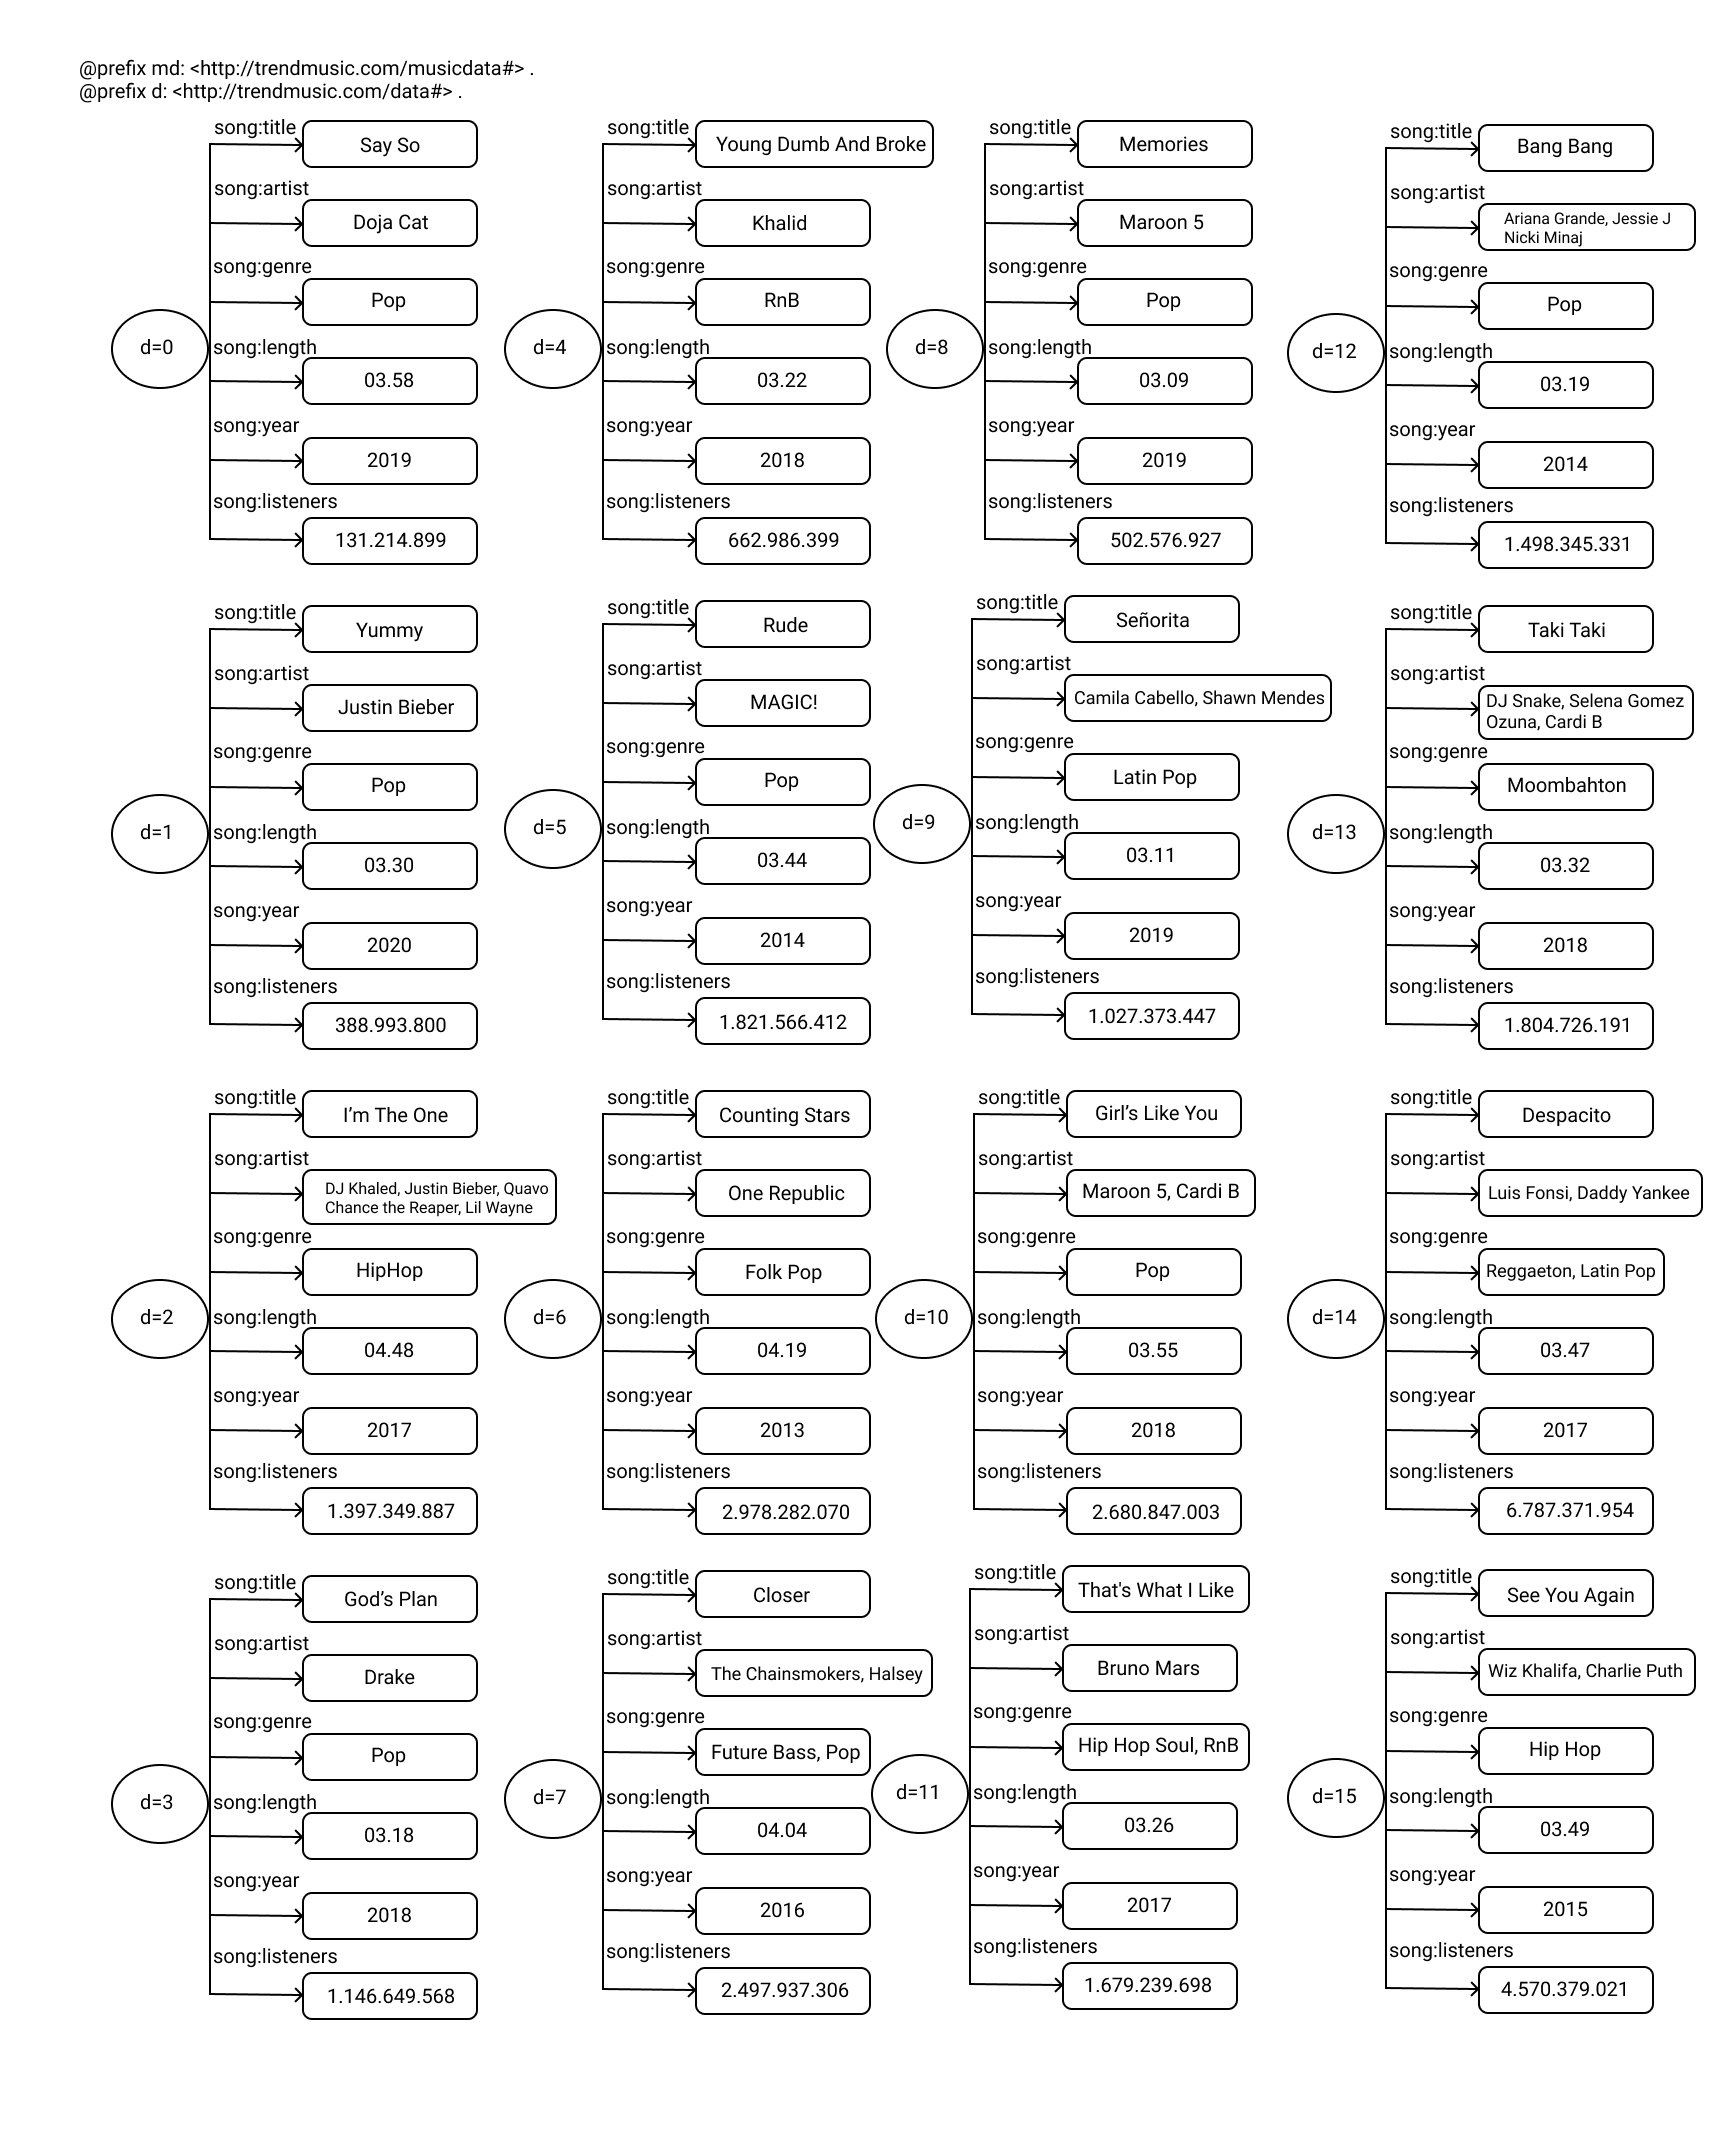 @prefix md: <http://trendmusic.com/musicdata#> .
@prefix d: <http://trendmusic.com/data#> .
d=0
song:title
Say So
song:artist
Doja Cat
song:genre
Pop
song:length
03.58
song:year
2019
song:listeners
131.214.899
d=1
song:title
Yummy
song:artist
Justin Bieber
song:genre
Pop
song:length
03.30
song:year
2020
song:listeners
388.993.800
d=2
song:title
I’m The One
song:artist
DJ Khaled, Justin Bieber, Quavo
Chance the Reaper, Lil Wayne
song:genre
HipHop
song:length
04.48
song:year
2017
song:listeners
1.397.349.887
d=3
song:title
God’s Plan
song:artist
Drake
song:genre
Pop
song:length
03.18
song:year
2018
song:listeners
1.146.649.568
d=4
song:title
Young Dumb And Broke
song:artist
Khalid
song:genre
RnB
song:length
03.22
song:year
2018
song:listeners
662.986.399
d=5
song:title
Rude
song:artist
MAGIC!
song:genre
Pop
song:length
03.44
song:year
2014
song:listeners
1.821.566.412
d=6
song:title
Counting Stars
song:artist
One Republic
song:genre
Folk Pop
song:length
04.19
song:year
2013
song:listeners
2.978.282.070
d=7
song:title
Closer
song:artist
The Chainsmokers, Halsey
song:genre
Future Bass, Pop
song:length
04.04
song:year
2016
song:listeners
2.497.937.306
d=8
song:title
Memories
song:artist
Maroon 5
song:genre
Pop
song:length
03.09
song:year
2019
song:listeners
502.576.927
d=9
song:title
Señorita
song:artist
Camila Cabello, Shawn Mendes
song:genre
Latin Pop
song:length
03.11
song:year
2019
song:listeners
1.027.373.447
d=10
song:title
Girl’s Like You
song:artist
Maroon 5, Cardi B
song:genre
Pop
song:length
03.55
song:year
2018
song:listeners
2.680.847.003
d=11
song:title
That's What I Like
song:artist
Bruno Mars
song:genre
Hip Hop Soul, RnB
song:length
03.26
song:year
2017
song:listeners
1.679.239.698
d=12
song:title
Bang Bang
song:artist
Ariana Grande, Jessie J
Nicki Minaj
song:genre
Pop
song:length
03.19
song:year
2014
song:listeners
1.498.345.331
d=13
song:title
Taki Taki
song:artist
DJ Snake, Selena Gomez
Ozuna, Cardi B
song:genre
Moombahton
song:length
03.32
song:year
2018
song:listeners
1.804.726.191
d=14
song:title
Despacito
song:artist
Luis Fonsi, Daddy Yankee
song:genre
Reggaeton, Latin Pop
song:length
03.47
song:year
2017
song:listeners
6.787.371.954
d=15
song:title
See You Again
song:artist
Wiz Khalifa, Charlie Puth
song:genre
Hip Hop
song:length
03.49
song:year
2015
song:listeners
4.570.379.021